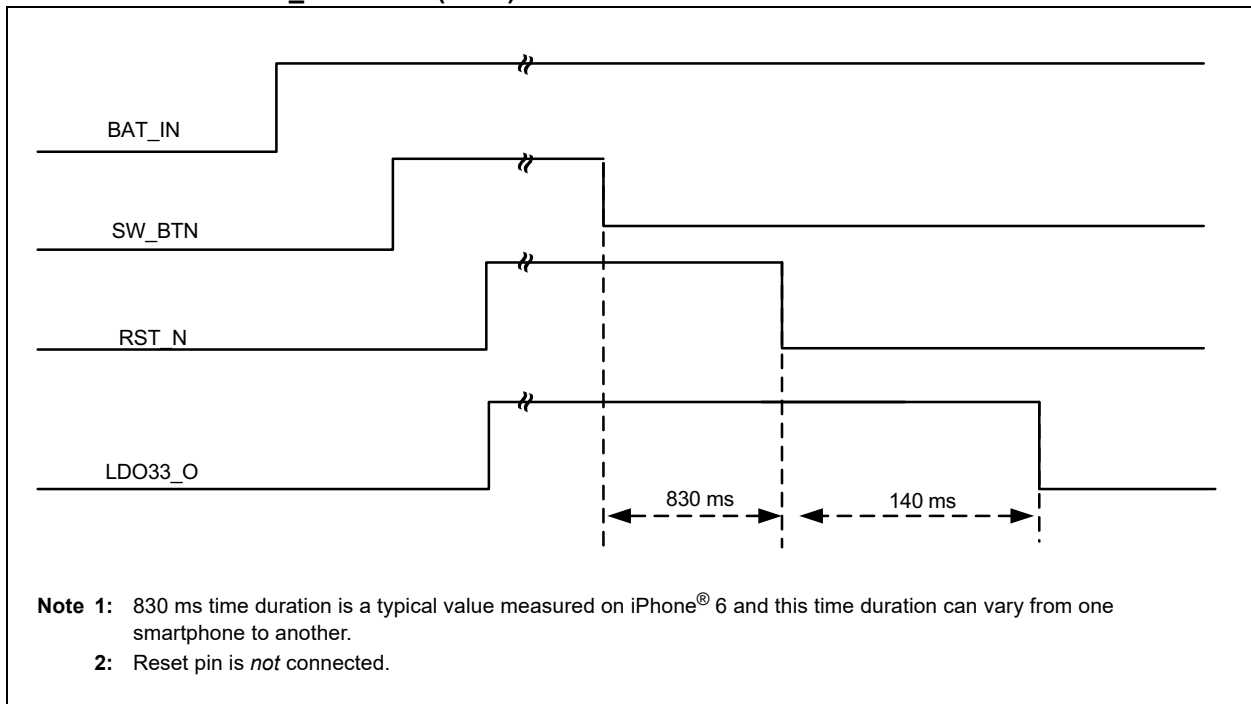 BAT_IN
SW_BTN
RST_N
LDO33_O
830 ms
140 ms
Note 1: 830 ms time duration is a typical value measured on iPhone® 6 and this time duration can vary from one
smartphone to another.
2: Reset pin is not connected.